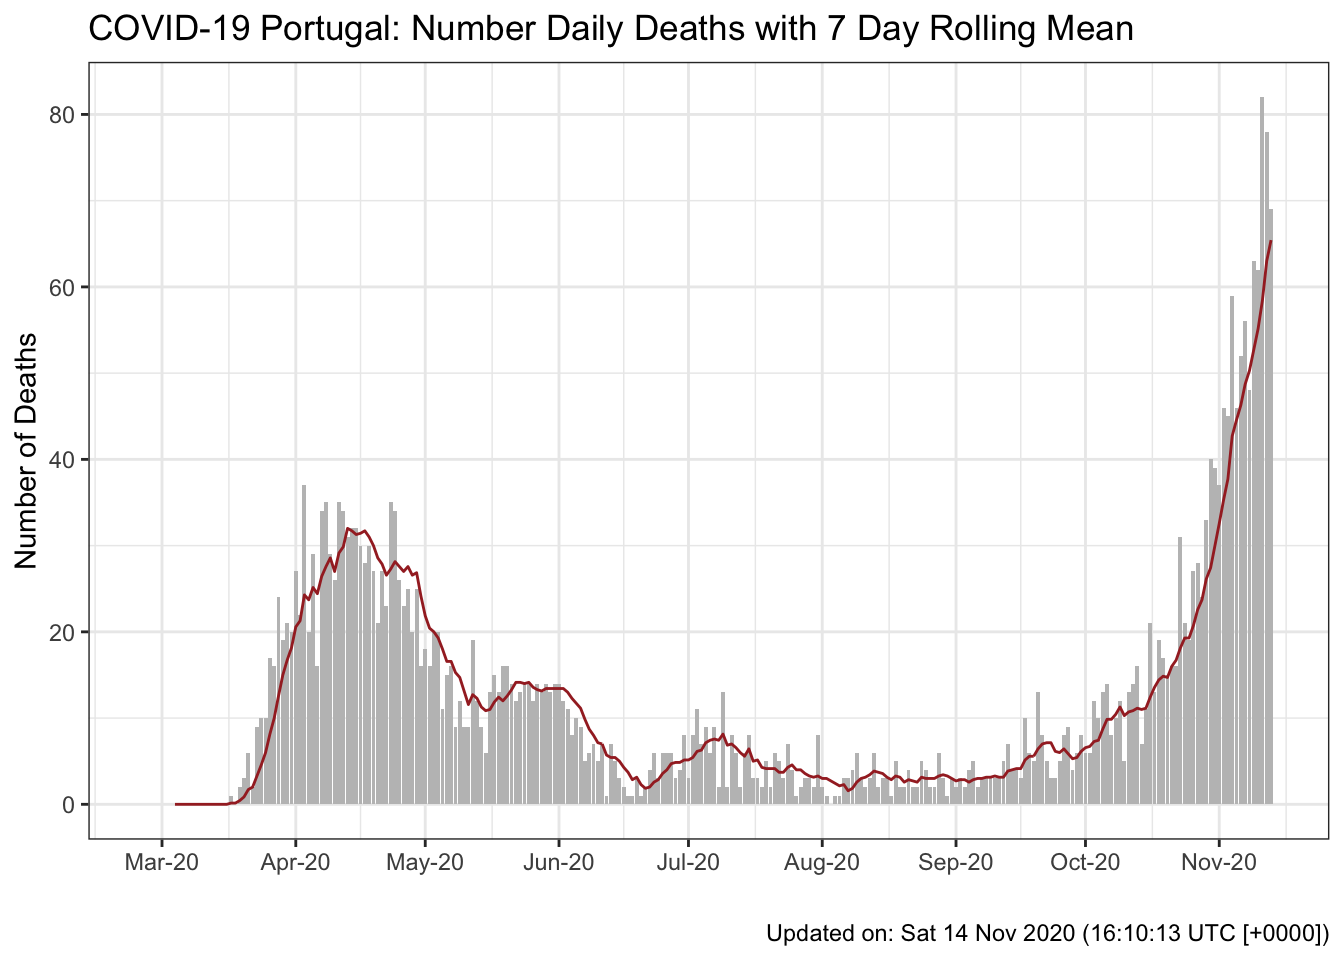 COVID-19 Portugal: Number Daily Deaths with 7 Day Rolling Mean
Number of Deaths
80
60
40
20
0
Mar-20 Apr-20 May-20 Jun-20 Jul-20 Aug-20 Sep-20 Oct-20 Nov-20
Updated on: Sat 14 Nov 2020 (16:10:13 UTC [+0000])